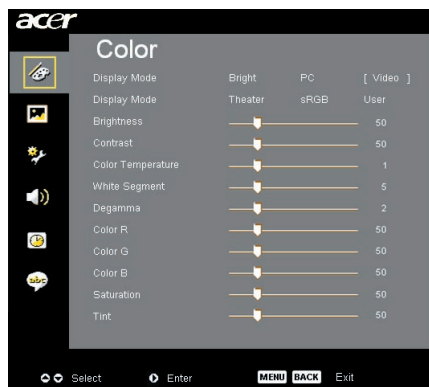 acer
Color
Display Mode Bright PC [ Video ]
Display Mode Theater sRGB User
Brightness 50
Contrast 50
Color Temperature 1
White Segment 5
Degamma 2
Color R 50
Color G 50
Color B 50
Saturation 50
Tint 50
abc
Select Enter MENU BACK Exit